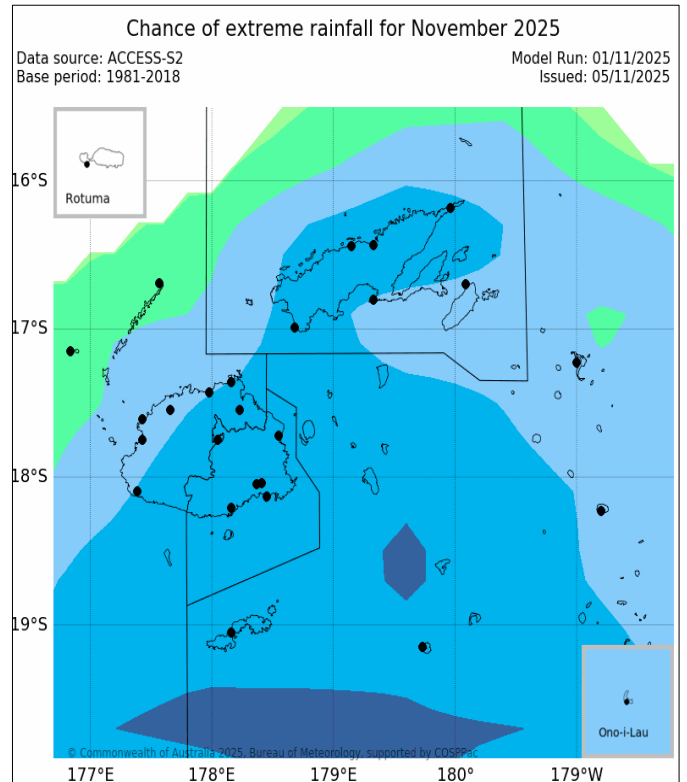 Chance of extreme rainfall for November 2025
Data source: ACCESS-S2
Model Run: 01/11/2025
Base period: 1981-2018
Issued: 05/11/2025
Rotuma
16°S
17°S
18°S
19°S
Ono-i-Lau
© Commonwealth of Australia 2025, Bureau of Meteorology, supported by COSPPac
177°E
178°E
179°E
180°
179°W